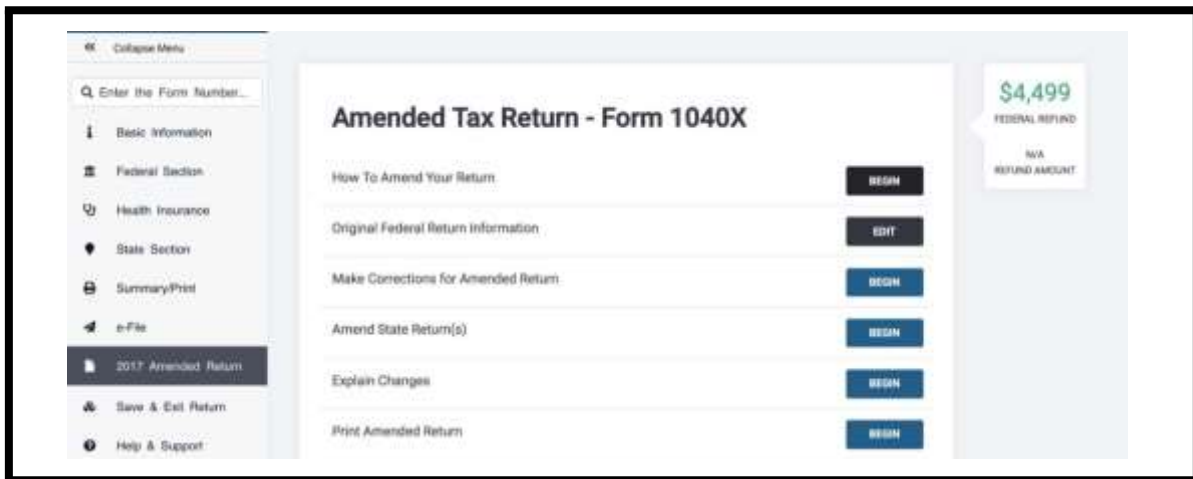 Collapse Menu
Enter the Form Number...
Basic Information
Federal Section
Health Insurance
State Section
Summary/Print
e-File
2017 Amended Return
Save & Exit Return
Help & Support
Amended Tax Return - Form 1040X
How To Amend Your Return BEGIN
Original Federal Return Information EDIT
Make Corrections for Amended Return BEGIN
Amend State Return(s) BEGIN
Explain Changes BEGIN
Print Amended Return BEGIN
$4,499
FEDERAL REFUND
N/A
REFUND AMOUNT